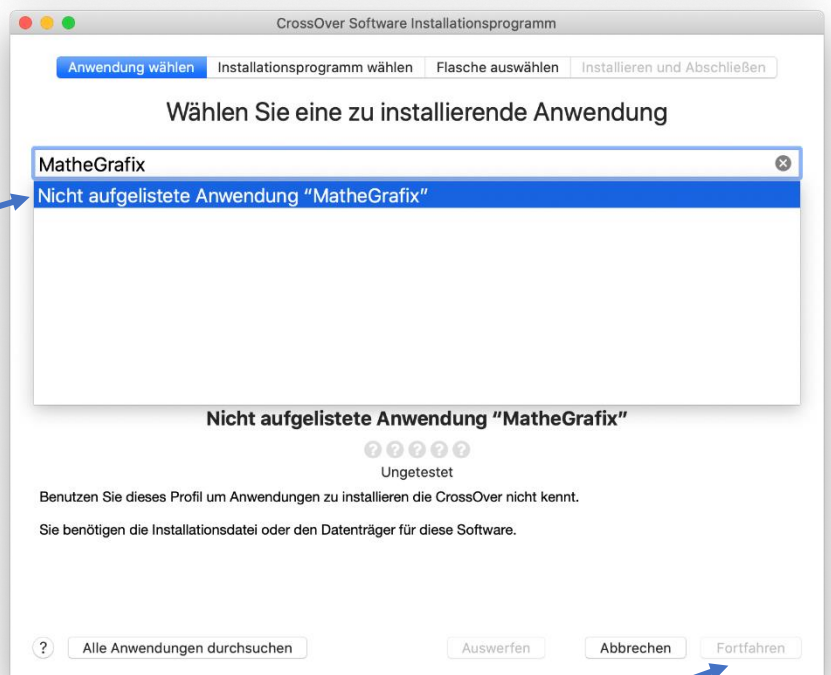 CrossOver Software Installationsprogramm
Anwendung wählen Installationsprogramm wählen Flasche auswählen Installieren und Abschließen
Wählen Sie eine zu installierende Anwendung
MatheGrafix
Nicht aufgelistete Anwendung “MatheGrafix”
Nicht aufgelistete Anwendung “MatheGrafix”
? ? ? ? ?
Ungetestet
Benutzen Sie dieses Profil um Anwendungen zu installieren die CrossOver nicht kennt.
Sie benötigen die Installationsdatei oder den Datenträger für diese Software.
? Alle Anwendungen durchsuchen Auswerfen Abbrechen Fortfahren